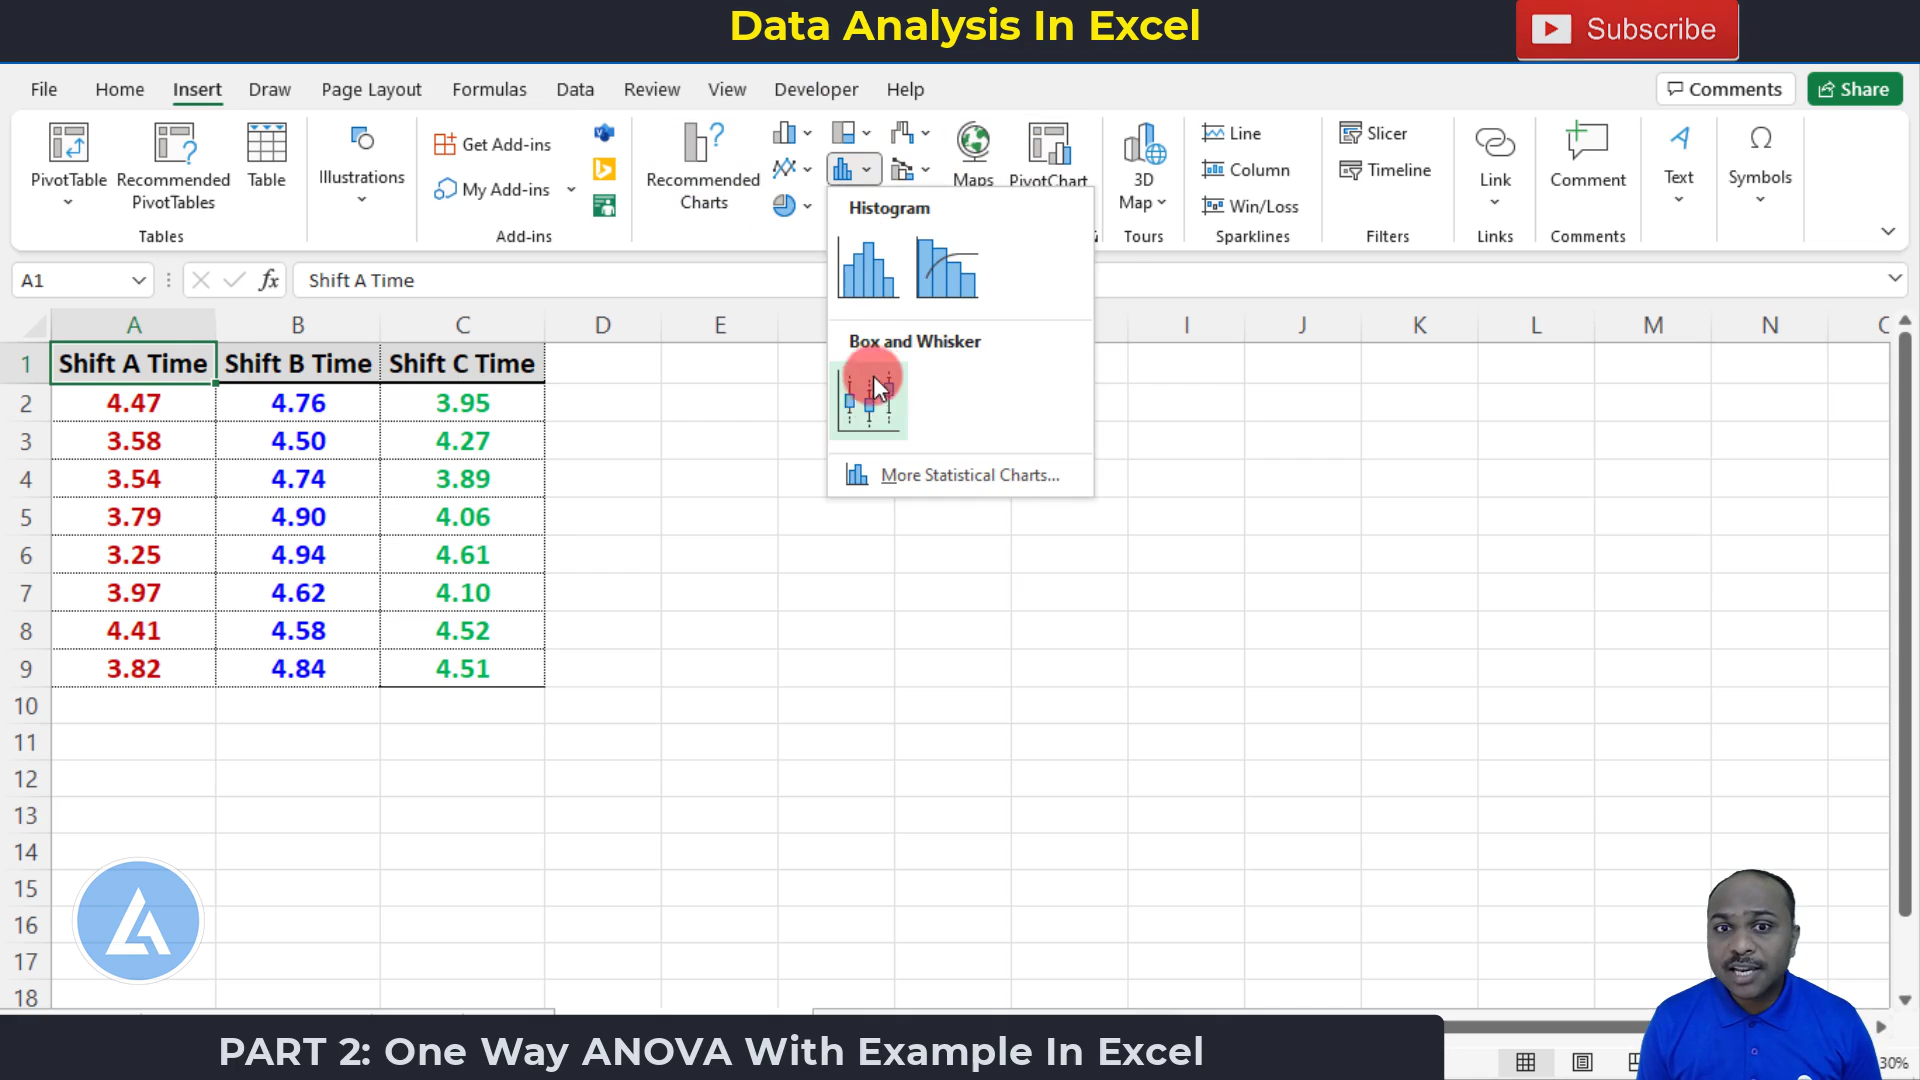 Data Analysis In Excel
Subscribe
File Home Insert Draw Page Layout Formulas Data Review View Developer Help
Comments Share
PivotTable
Recommended
PivotTables
Table
Tables
Illustrations
Get Add-ins
My Add-ins
Add-ins
Recommended
Charts
Maps
PivotChart
3D
Map
Tours
Line
Column
Win/Loss
Sparklines
Slicer
Timeline
Filters
Link
Links
Comment
Comments
Text
Symbols
Histogram
Box and Whisker
More Statistical Charts...
A1 fx Shift A Time
A B C D E I J K L M N
1 Shift A Time Shift B Time Shift C Time
2 4.47 4.76 3.95
3 3.58 4.50 4.27
4 3.54 4.74 3.89
5 3.79 4.90 4.06
6 3.25 4.94 4.61
7 3.97 4.62 4.10
8 4.41 4.58 4.52
9 3.82 4.84 4.51
10
11
12
13
14
15
16
17
18
PART 2: One Way ANOVA With Example In Excel
30%